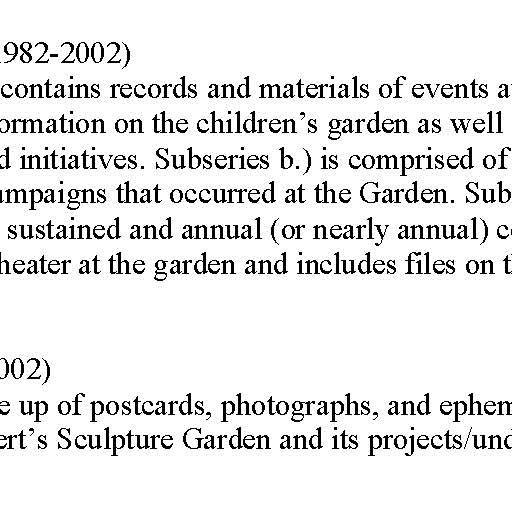 1982-2002)
contains records and materials of events a
ormation on the children's garden as well
d initiatives. Subseries b.) is comprised of
ampaigns that occurred at the Garden. Sub
sustained and annual (or nearly annual) c
heater at the garden and includes files on t
002)
e up of postcards, photographs, and ephem
ert's Sculpture Garden and its projects/und